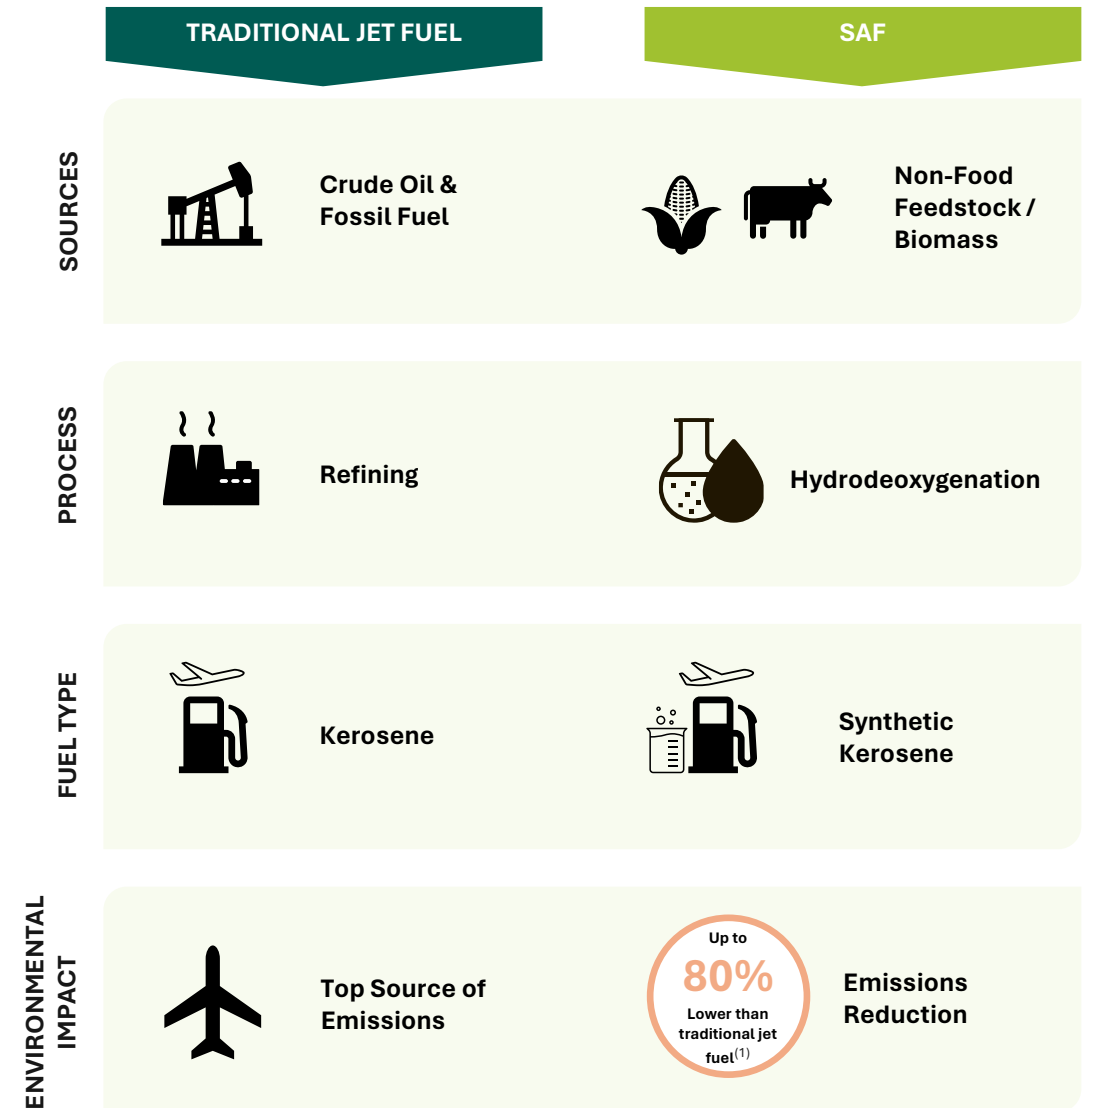 TRADITIONAL JET FUEL
SAF
SOURCES
Crude Oil &
Fossil Fuel
Non-Food
Feedstock /
Biomass
PROCESS
Refining
Hydrodeoxygenation
FUEL TYPE
Kerosene
Synthetic
Kerosene
ENVIRONMENTAL
IMPACT
Top Source of
Emissions
Up to
80%
Lower than
traditional jet
fuel(1)
Emissions
Reduction